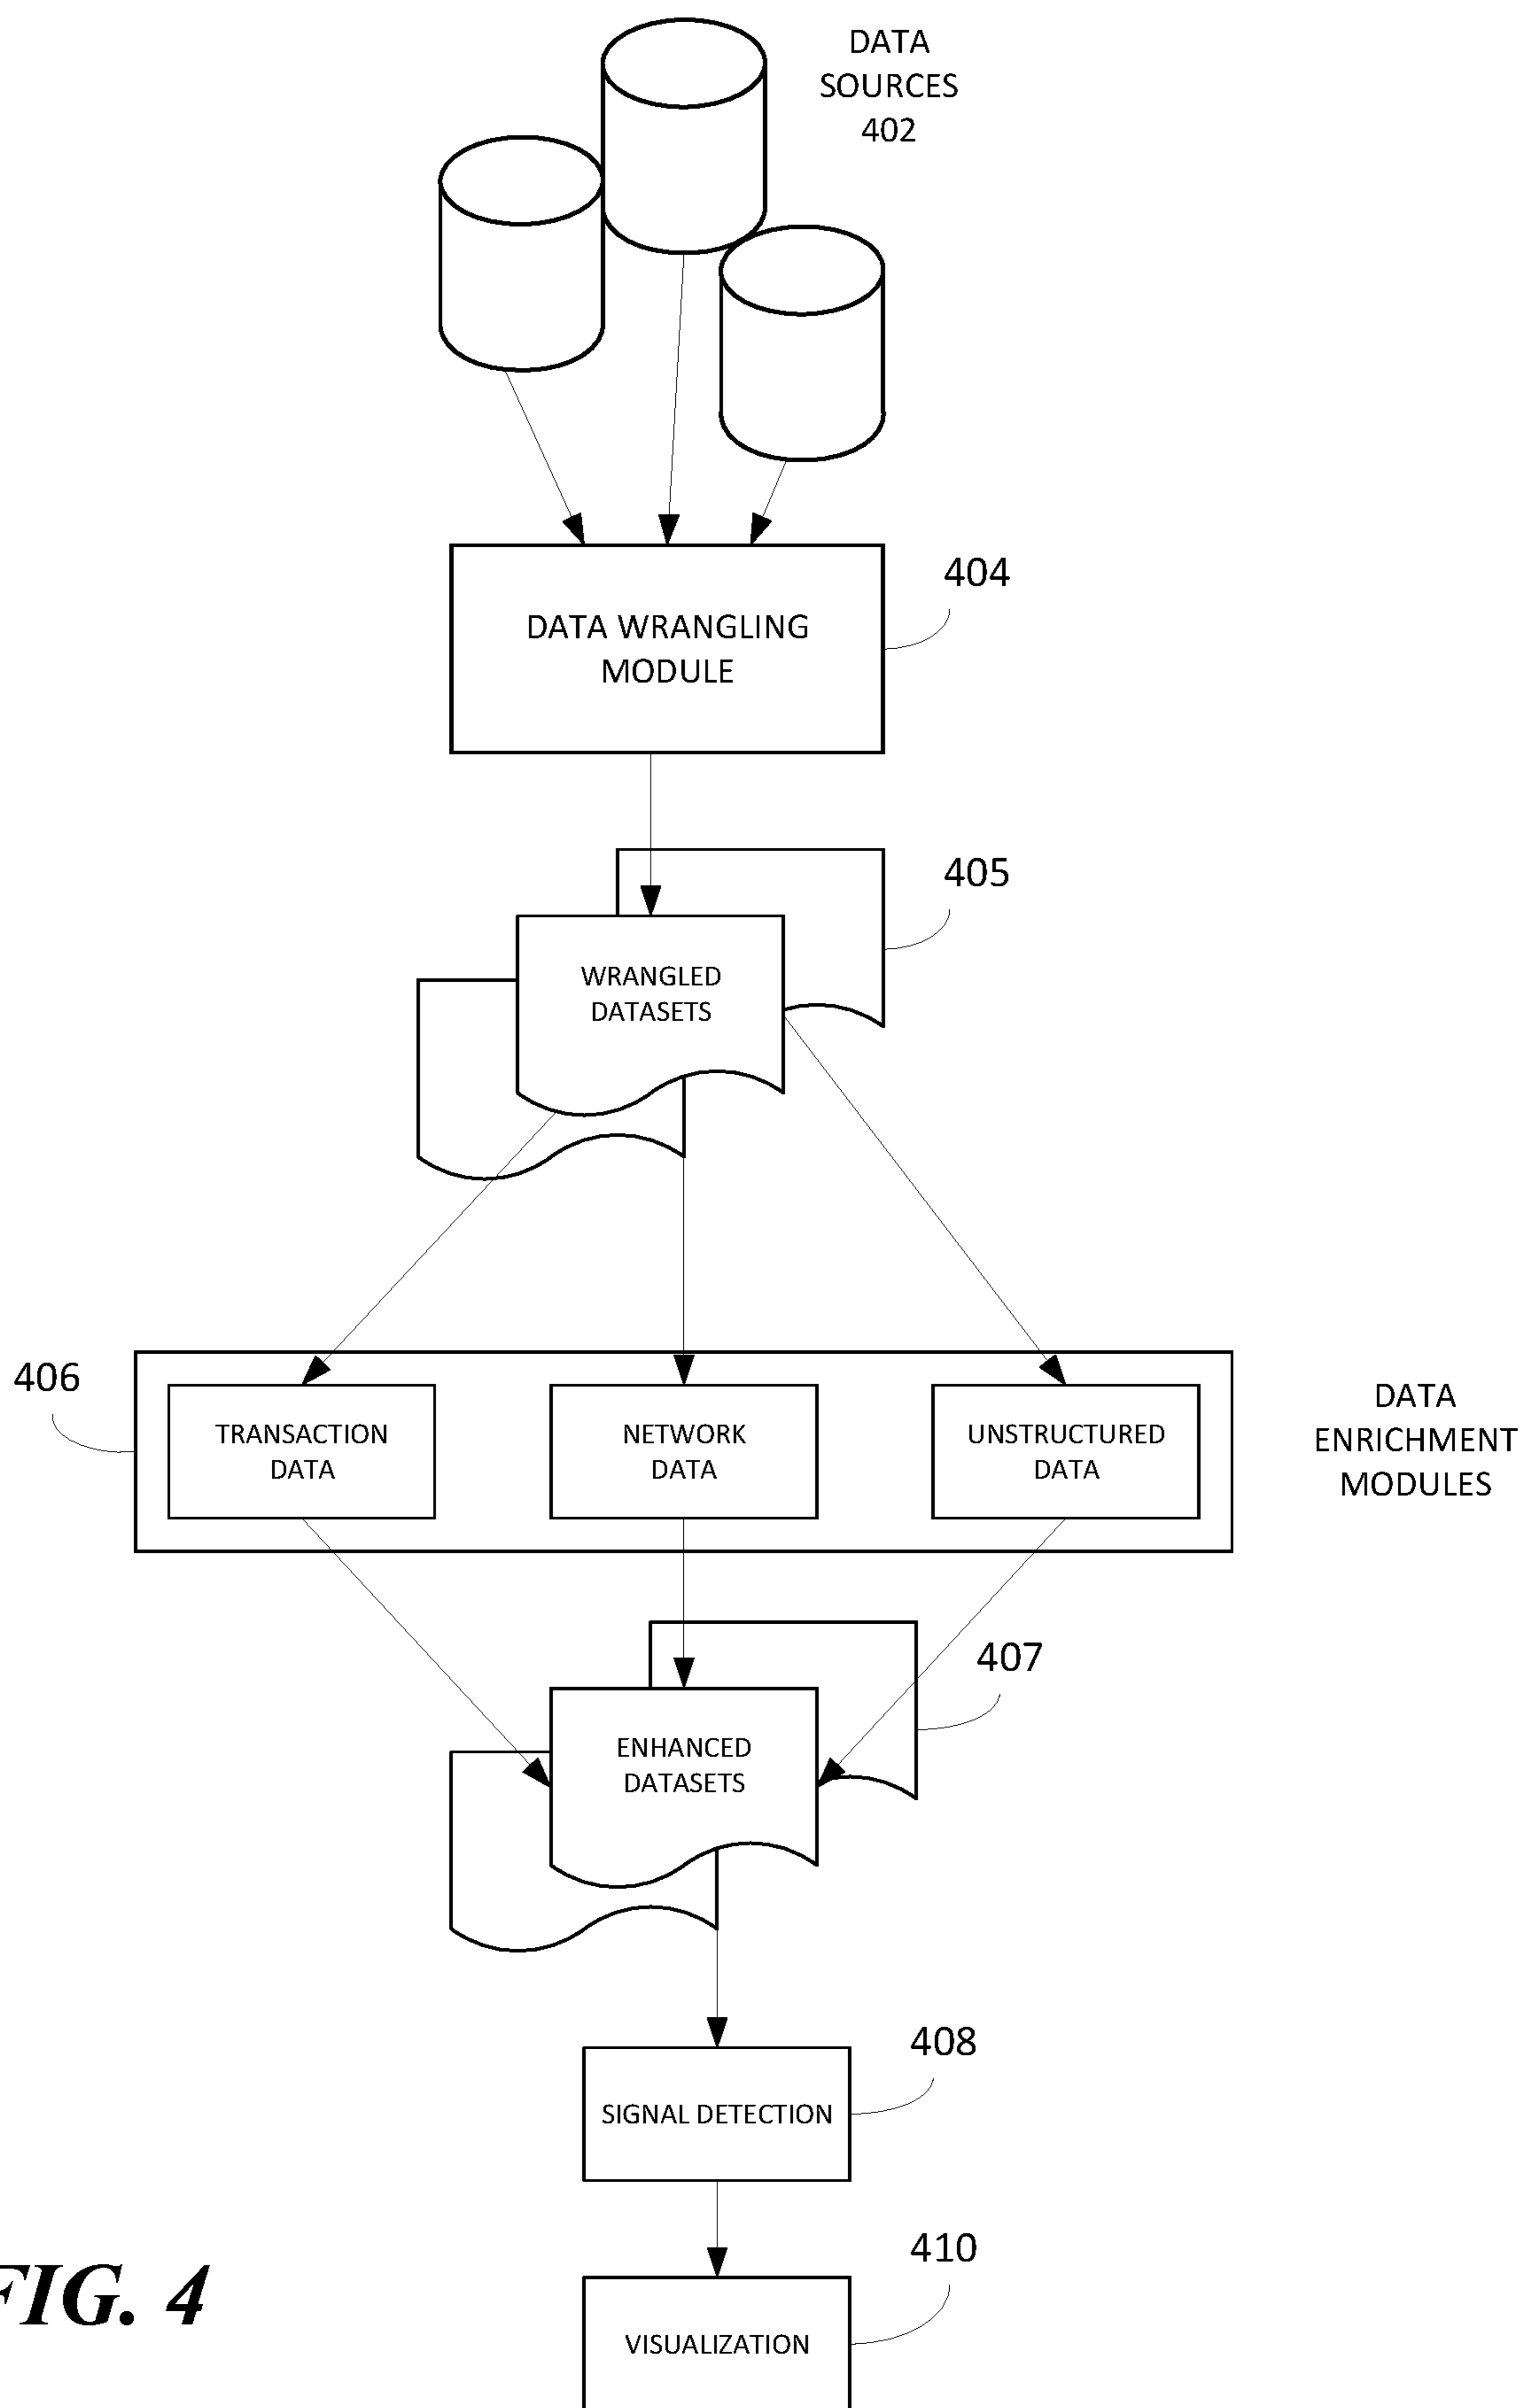 DATA
SOURCES
402
404
DATA WRANGLING
MODULE
405
WRANGLED
DATASETS
406
TRANSACTION
DATA
NETWORK
DATA
UNSTRUCTURED
DATA
DATA
ENRICHMENT
MODULES
407
ENHANCED
DATASETS
408
SIGNAL DETECTION
410
VISUALIZATION
FIG. 4